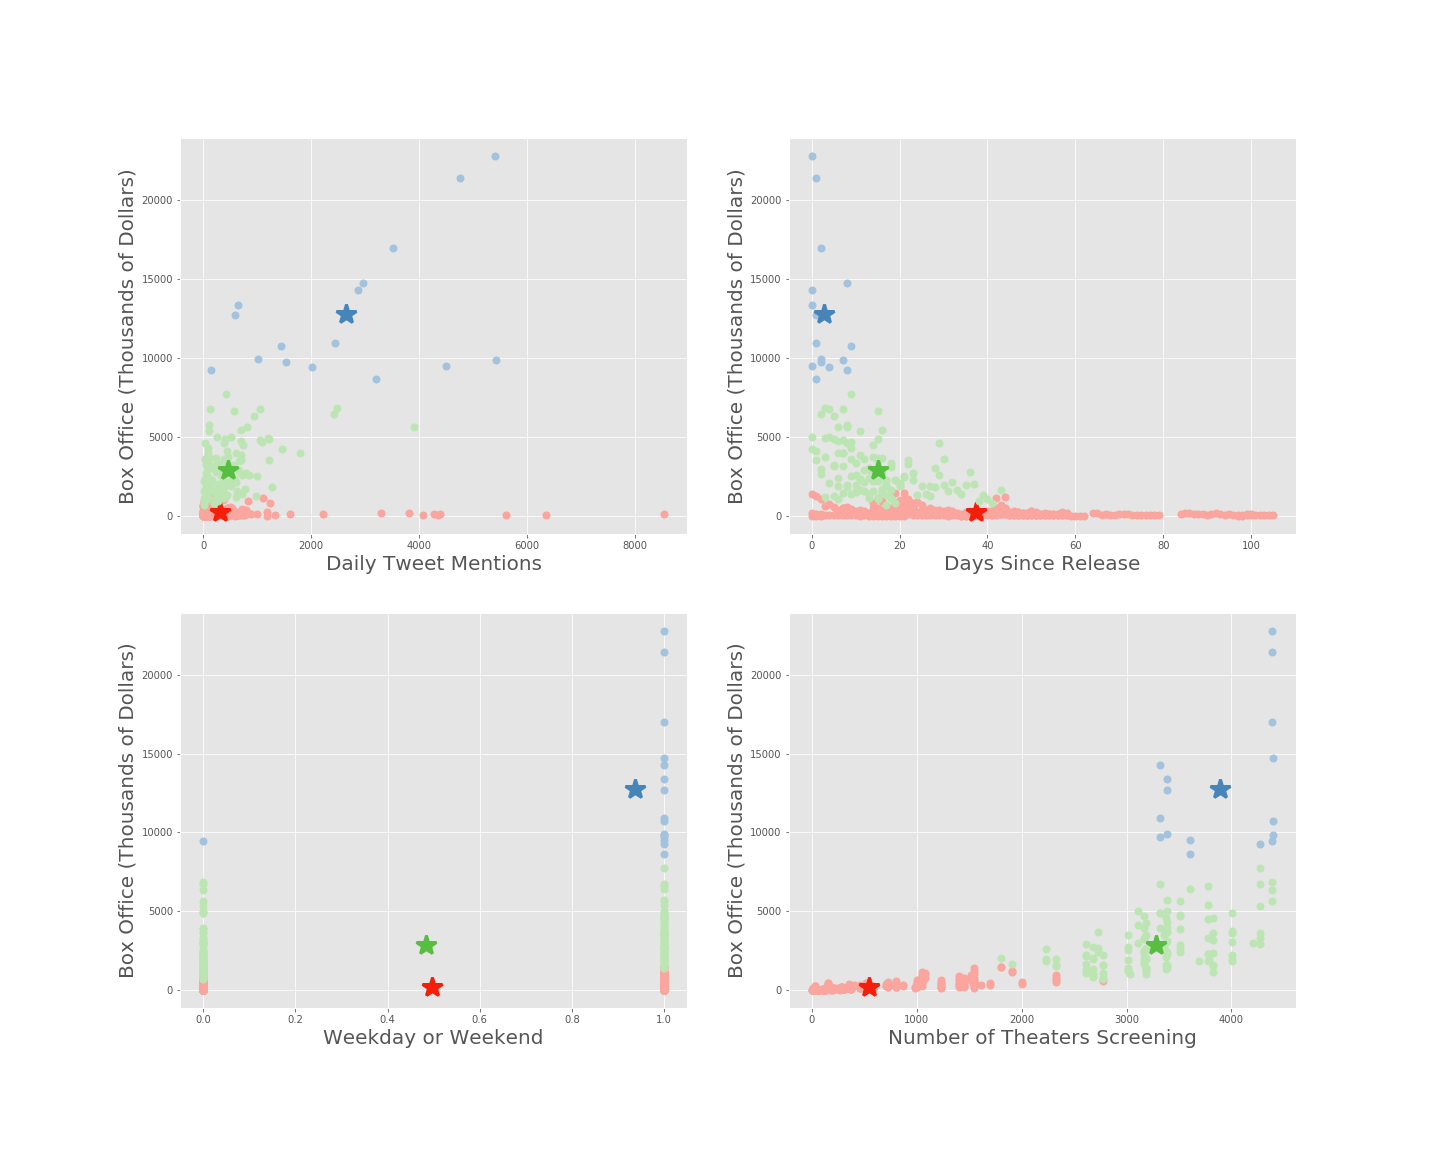 Box Office (Thousands of Dollars)
20000
15000
10000
5000
0
0 2000 4000 6000 8000
Daily Tweet Mentions
Box Office (Thousands of Dollars)
20000
15000
10000
5000
0
0 20 40 60 80 100
Days Since Release
Box Office (Thousands of Dollars)
20000
15000
10000
5000
0
0.0 0.2 0.4 0.6 0.8 1.0
Weekday or Weekend
Box Office (Thousands of Dollars)
20000
15000
10000
5000
0
0 1000 2000 3000 4000
Number of Theaters Screening